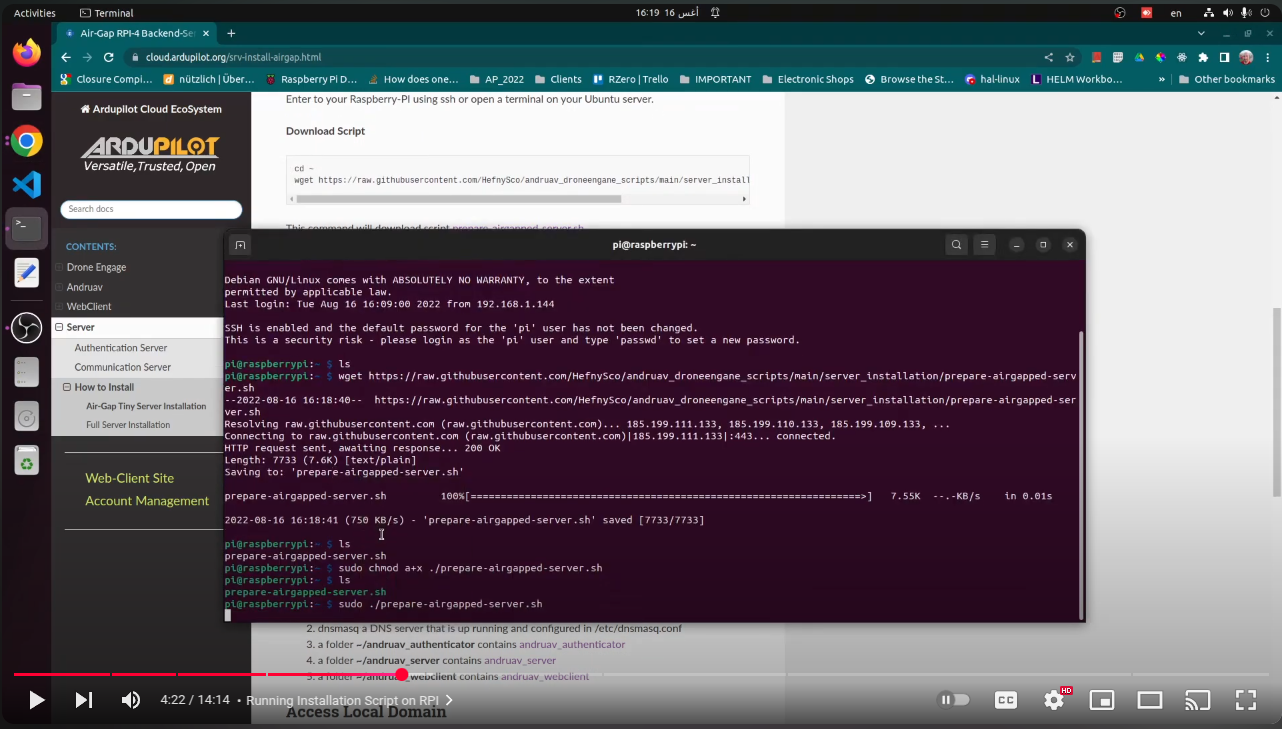 Activities
Terminal
16:19 أغس 16
en
Air-Gap RPI-4 Backend-Se
cloud.ardupilot.org/srv-install-airgap.html
Closure Compi…
nützlich | Über…
Raspberry Pi D…
How does one…
AP_2022
Clients
RZero | Trello
IMPORTANT
Electronic Shops
Browse the St…
hal-linux
HELM Workbo…
»
Other bookmarks
Ardupilot Cloud EcoSystem
ARDUPILOT
Versatile,Trusted, Open
Search docs
CONTENTS:
Drone Engage
Andruav
WebClient
Server
Authentication Server
Communication Server
How to Install
Air-Gap Tiny Server Installation
Full Server Installation
Web-Client Site
Account Management
Enter to your Raspberry-Pi using ssh or open a terminal on your Ubuntu server.
Download Script
cd ~
wget https://raw.githubusercontent.com/HefnySco/andruav_droneengane_scripts/main/server_install
This command will download script prepare-airgapped-server.sh
pi@raspberrypi: ~
Debian GNU/Linux comes with ABSOLUTELY NO WARRANTY, to the extent
permitted by applicable law.
Last login: Tue Aug 16 16:09:00 2022 from 192.168.1.144
SSH is enabled and the default password for the 'pi' user has not been changed.
This is a security risk - please login as the 'pi' user and type 'passwd' to set a new password.
pi@raspberrypi:~ $ ls
pi@raspberrypi:~ $ wget https://raw.githubusercontent.com/HefnySco/andruav_droneengane_scripts/main/server_installation/prepare-airgapped-serv
er.sh
--2022-08-16 16:18:40--  https://raw.githubusercontent.com/HefnySco/andruav_droneengane_scripts/main/server_installation/prepare-airgapped-ser
ver.sh
Resolving raw.githubusercontent.com (raw.githubusercontent.com)... 185.199.111.133, 185.199.110.133, 185.199.109.133, ...
Connecting to raw.githubusercontent.com (raw.githubusercontent.com)|185.199.111.133|:443... connected.
HTTP request sent, awaiting response... 200 OK
Length: 7733 (7.6K) [text/plain]
Saving to: 'prepare-airgapped-server.sh'
prepare-airgapped-server.sh 100%[================================================================>] 7.55K --.-KB/s in 0.01s
2022-08-16 16:18:41 (750 KB/s) - 'prepare-airgapped-server.sh' saved [7733/7733]
pi@raspberrypi:~ $ ls
prepare-airgapped-server.sh
pi@raspberrypi:~ $ sudo chmod a+x ./prepare-airgapped-server.sh
pi@raspberrypi:~ $ ls
prepare-airgapped-server.sh
pi@raspberrypi:~ $ sudo ./prepare-airgapped-server.sh
2. dnsmasq a DNS server that is up running and configured in /etc/dnsmasq.conf
3. a folder ~/andruav_authenticator contains andruav_authenticator
4. a folder ~/andruav_server contains andruav_server
5. a folder ~/andruav_webclient contains andruav_webclient
4:22 / 14:14 • Running Installation Script on RPI
CC
HD
Access Local Domain